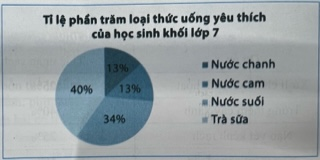 Tỉ lệ phần trăm loại thức uống yêu thích
của học sinh khối lớp 7
13%
13%
40%
34%
Nước chanh
Nước cam
Nước suối
Trà sữa